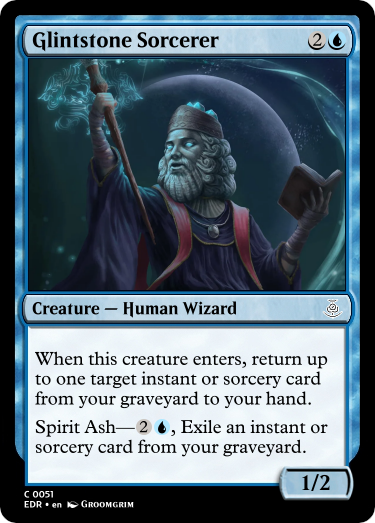 Glintstone Sorcerer 2
Creature — Human Wizard
When this creature enters, return up
to one target instant or sorcery card
from your graveyard to your hand.
Spirit Ash—2, Exile an instant or
sorcery card from your graveyard.
1/2
C 0051
EDR • en Groomgrim